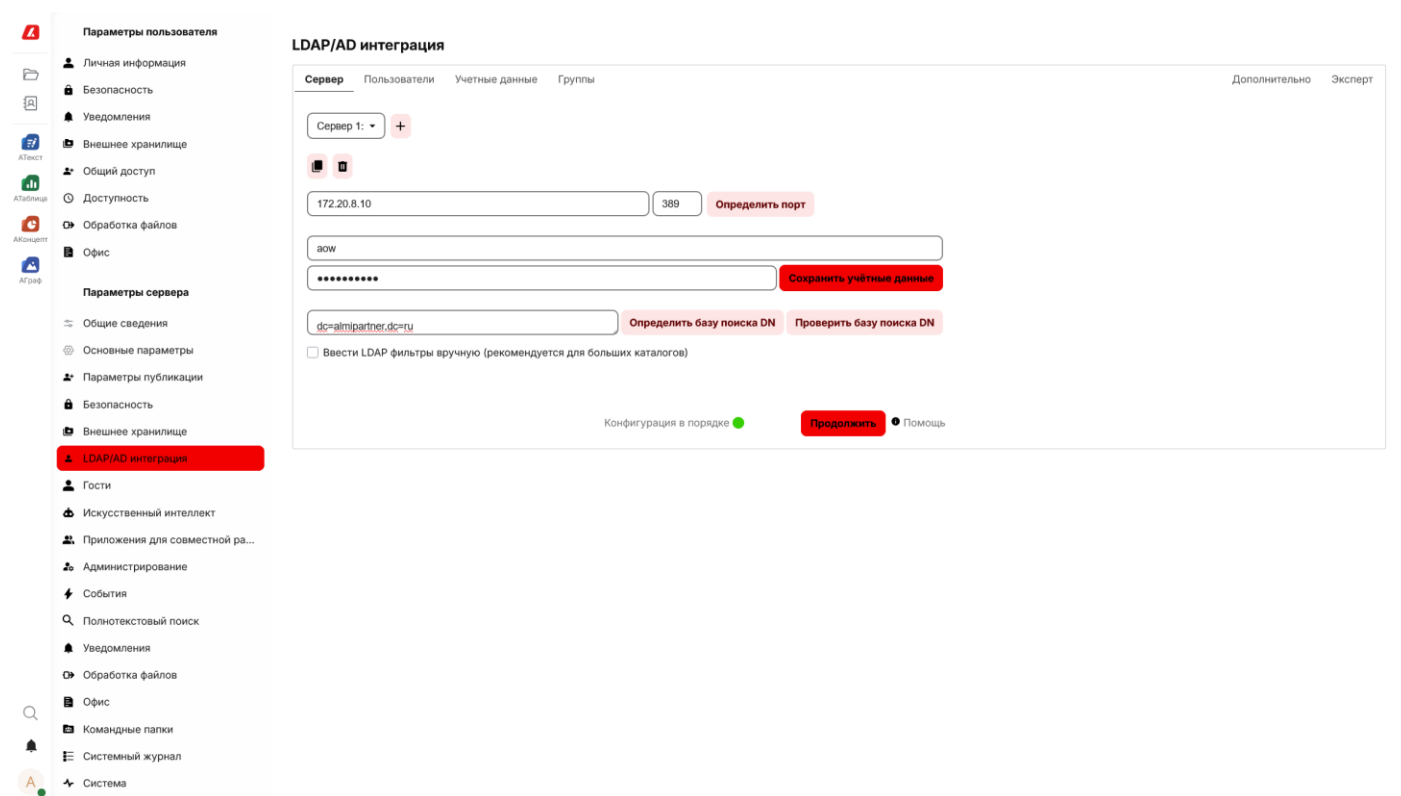 Параметры пользователя
Личная информация
Безопасность
Уведомления
Внешнее хранилище
Общий доступ
Доступность
Обработка файлов
Офис
Параметры сервера
Общие сведения
Основные параметры
Параметры публикации
Безопасность
Внешнее хранилище
LDAP/AD интеграция
Гости
Искусственный интеллект
Приложения для совместной ра...
Администрирование
События
Полнотекстовый поиск
Уведомления
Обработка файлов
Офис
Командные папки
Системный журнал
Система
АТекст
АТаблица
АКонцепт
АГраф
А
LDAP/AD интеграция
Сервер Пользователи Учетные данные Группы Дополнительно Эксперт
Сервер 1: +
172.20.8.10 389 Определить порт
aow
•••••••••• Сохранить учётные данные
dc=almipartner,dc=ru Определить базу поиска DN Проверить базу поиска DN
Ввести LDAP фильтры вручную (рекомендуется для больших каталогов)
Конфигурация в порядке Продолжить Помощь